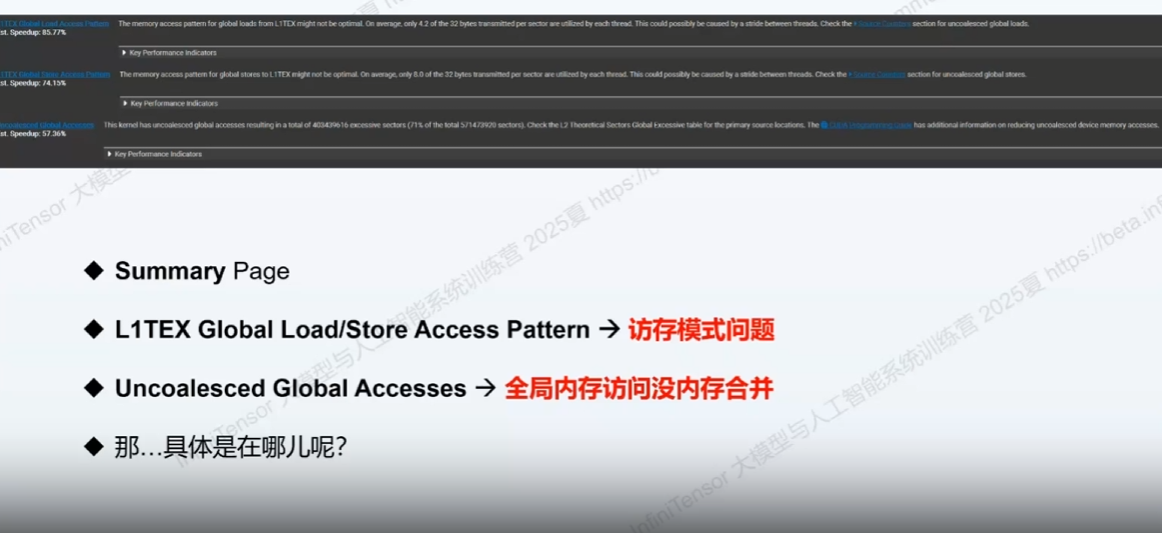 L1TEX Global Load Access Pattern The memory access pattern for global loads from L1TEX might not be optimal. On average, only 4.2 of the 32 bytes transmitted per sector are utilized by each thread. This could possibly be caused by a stride between threads. Check the Source Counters section for uncoalesced global loads.
st. Speedup: 85.77%
Key Performance Indicators
L1TEX Global Store Access Pattern The memory access pattern for global stores to L1TEX might not be optimal. On average, only 8.0 of the 32 bytes transmitted per sector are utilized by each thread. This could possibly be caused by a stride between threads. Check the Source Counters section for uncoalesced global stores.
st. Speedup: 74.15%
Key Performance Indicators
ncoalesced Global Accesses This kernel has uncoalesced global accesses resulting in a total of 403439616 excessive sectors (71% of the total 571473920 sectors). Check the L2 Theoretical Sectors Global Excessive table for the primary source locations. The CUDA Programming Guide has additional information on reducing uncoalesced device memory accesses.
st. Speedup: 57.36%
Key Performance Indicators
◆ Summary Page
◆ L1TEX Global Load/Store Access Pattern → 访存模式问题
◆ Uncoalesced Global Accesses → 全局内存访问没内存合并
◆ 那…具体是在哪儿呢?
InfiniTensor 大模型与人工智能系统训练营 2025夏 https://beta.inf